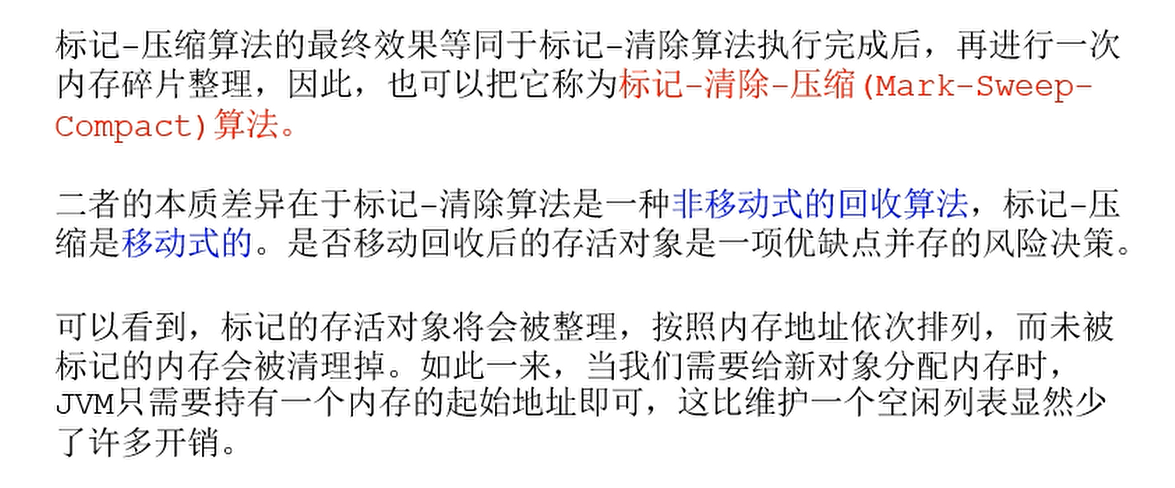 标记-压缩算法的最终效果等同于标记-清除算法执行完成后，再进行一次
内存碎片整理，因此，也可以把它称为标记-清除-压缩(Mark-Sweep-
Compact)算法。
二者的本质差异在于标记-清除算法是一种非移动式的回收算法，标记-压
缩是移动式的。是否移动回收后的存活对象是一项优缺点并存的风险决策。
可以看到，标记的存活对象将会被整理，按照内存地址依次排列，而未被
标记的内存会被清理掉。如此一来，当我们需要给新对象分配内存时，
JVM只需要持有一个内存的起始地址即可，这比维护一个空闲列表显然少
了许多开销。